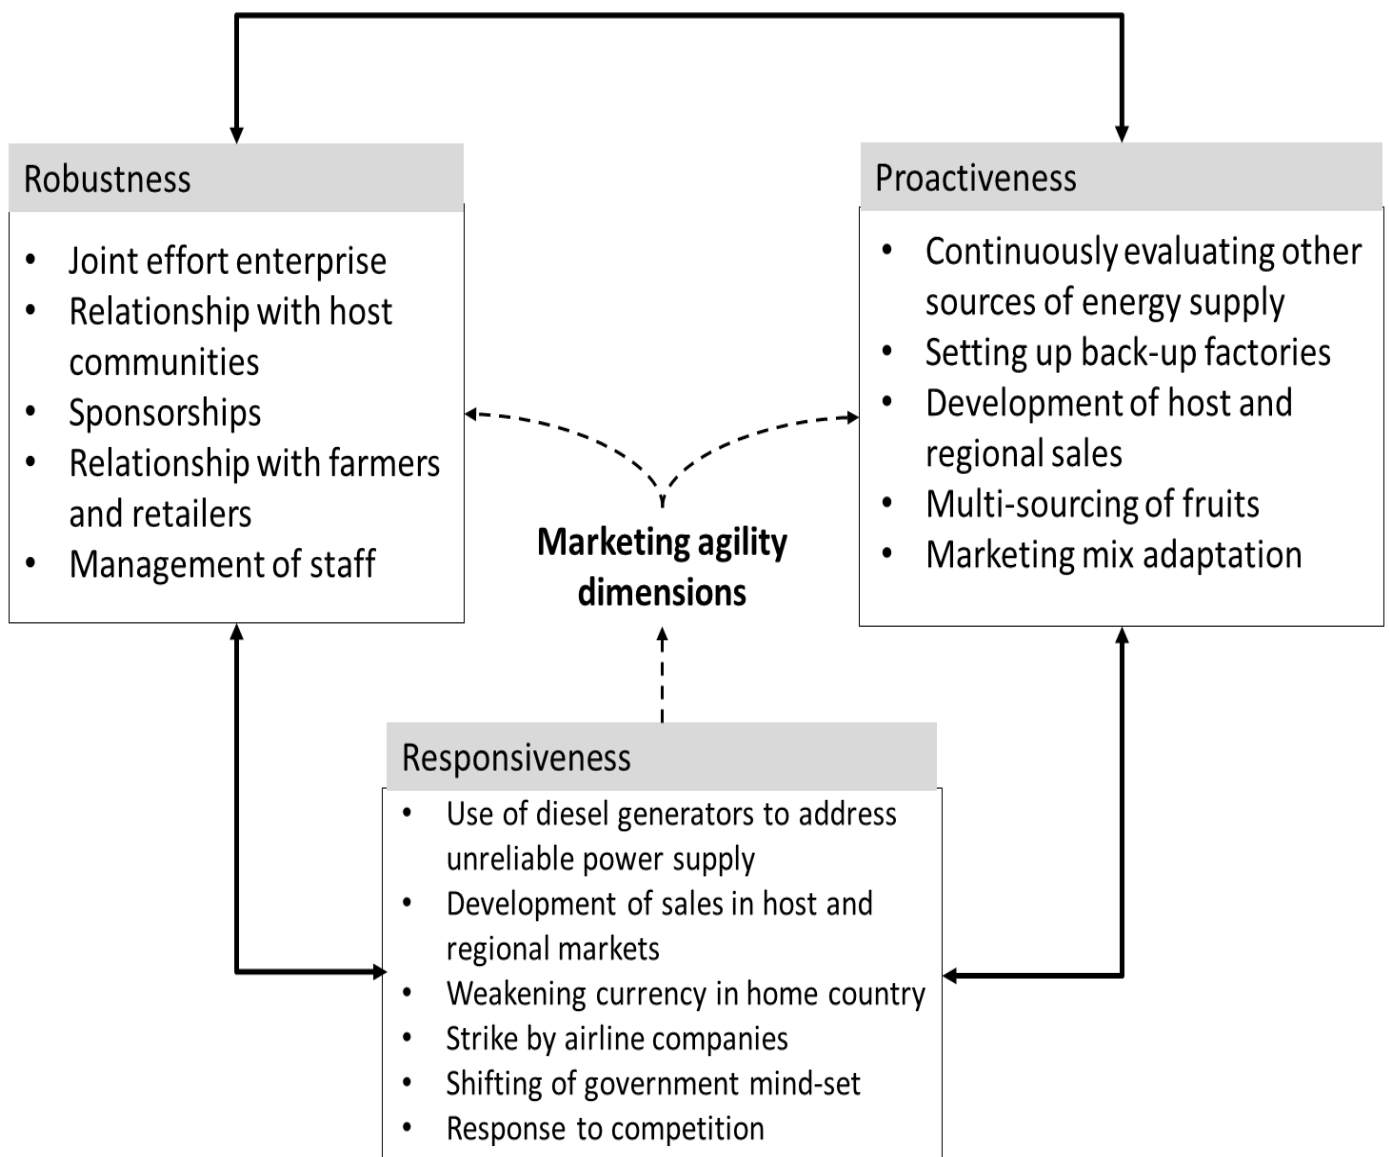 Robustness
• Joint effort enterprise
• Relationship with host
communities
• Sponsorships
• Relationship with farmers
and retailers
• Management of staff
Proactiveness
• Continuously evaluating other
sources of energy supply
• Setting up back-up factories
• Development of host and
regional sales
• Multi-sourcing of fruits
• Marketing mix adaptation
Marketing agility
dimensions
Responsiveness
• Use of diesel generators to address
unreliable power supply
• Development of sales in host and
regional markets
• Weakening currency in home country
• Strike by airline companies
• Shifting of government mind-set
• Response to competition